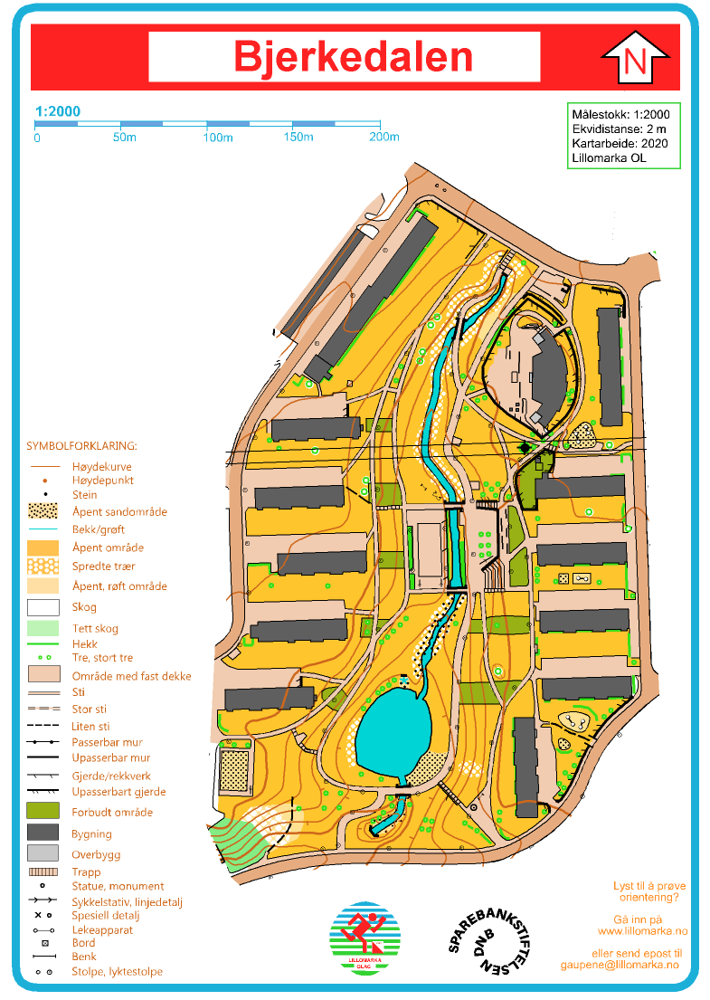 Bjerkedalen
N
1:2000
0 50m 100m 150m 200m
Målestokk: 1:2000
Ekvidistanse: 2 m
Kartarbeide: 2020
Lillomarka OL
SYMBOLFORKLARING:
Høydekurve
Høydepunkt
Stein
Åpent sandområde
Bekk/grøft
Åpent område
Spredte trær
Åpent, røft område
Skog
Tett skog
Hekk
Tre, stort tre
Område med fast dekke
Sti
Stor sti
Liten sti
Passerbar mur
Upasserbar mur
Gjerde/rekkverk
Upasserbart gjerde
Forbudt område
Bygning
Overbygg
Trapp
Statue, monument
Sykkelstativ, linjedetalj
Spesiell detalj
Lekeapparat
Bord
Benk
Stolpe, lyktestolpe
LILLOMARKA
OLAG
SPAREBANKSTIFTELSEN
DNB
Lyst til å prøve
orientering?
Gå inn på
www.lillomarka.no
eller send epost til
gaupene@lillomarka.no